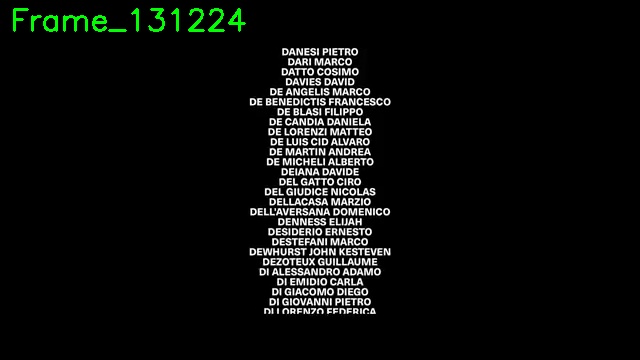 Frame_131224
DANESI PIETRO
DARI MARCO
DATTO COSIMO
DAVIES DAVID
DE ANGELIS MARCO
DE BENEDICTIS FRANCESCO
DE BLASI FILIPPO
DE CANDIA DANIELA
DE LORENZI MATTEO
DE LUIS CID ALVARO
DE MARTIN ANDREA
DE MICHELI ALBERTO
DEIANA DAVIDE
DEL GATTO CIRO
DEL GIUDICE NICOLAS
DELLACASA MARZIO
DELL'AVERSANA DOMENICO
DENNESS ELIJAH
DESIDERIO ERNESTO
DESTEFANI MARCO
DEWHURST JOHN KESTEVEN
DEZOTEUX GUILLAUME
DI ALESSANDRO ADAMO
DI EMIDIO CARLA
DI GIACOMO DIEGO
DI GIOVANNI PIETRO
DI LORENZO FEDERICA